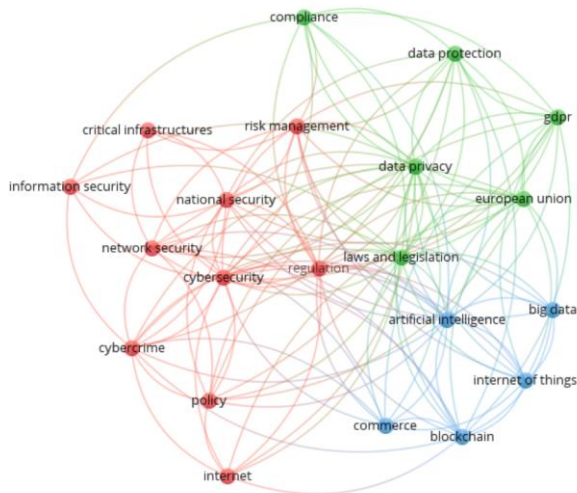 compliance
data protection
gdpr
critical infrastructures
risk management
data privacy
information security
national security
european union
network security
laws and legislation
cybersecurity
regulation
big data
artificial intelligence
cybercrime
internet of things
policy
commerce
blockchain
internet